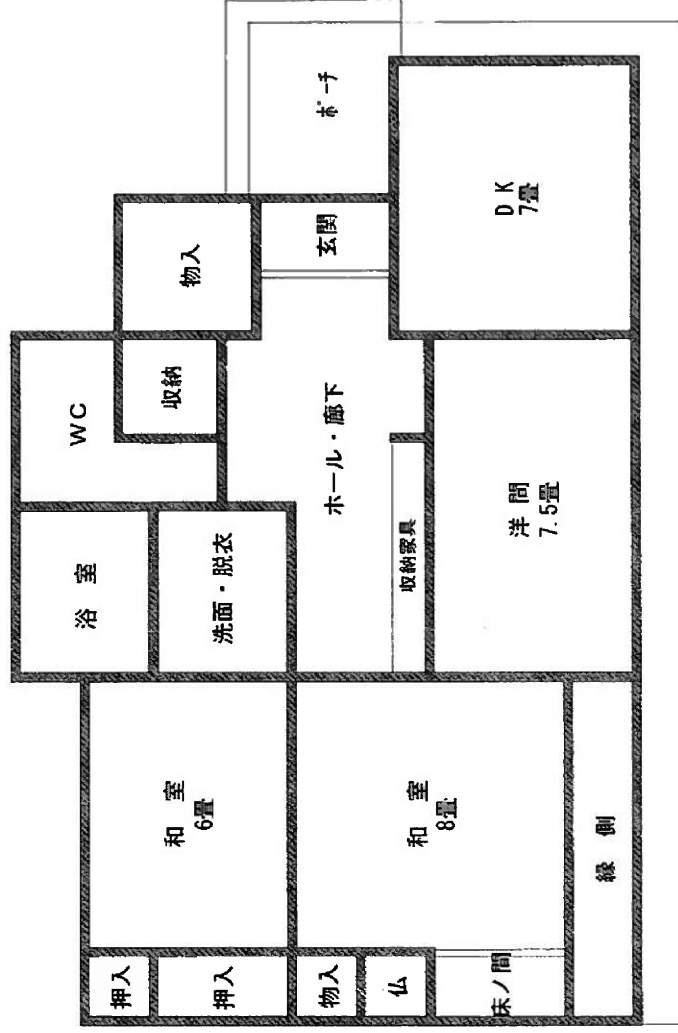 押入
押入
物入
仏
床ノ間
和室
6畳
和室
8畳
縁側
浴室
洗面・脱衣
WC
収納
ホール・廊下
収納家具
洋間
7.5畳
物入
玄関
ポーチ
DK
7畳